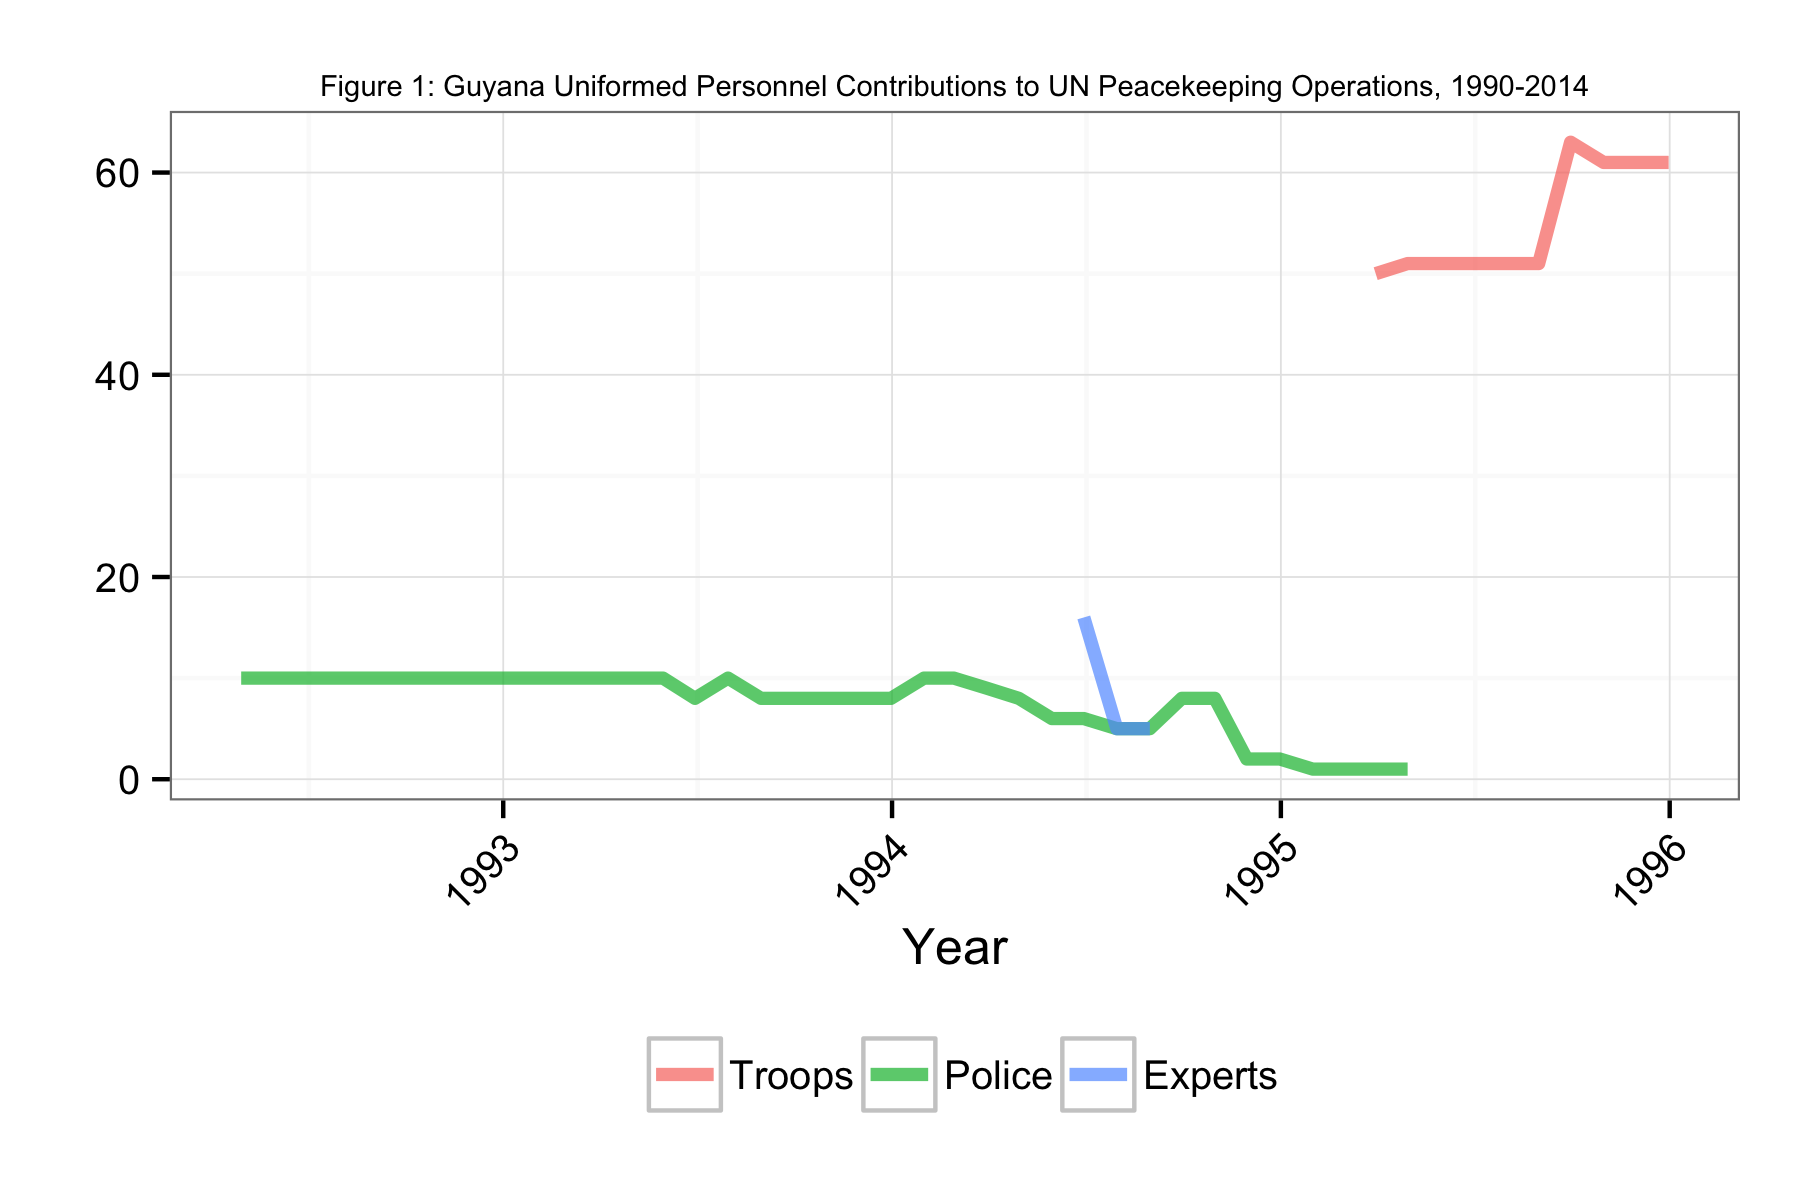 Figure 1: Guyana Uniformed Personnel Contributions to UN Peacekeeping Operations, 1990-2014
60
40
20
0
1993 1994 1995 1996
Year
Troops Police Experts